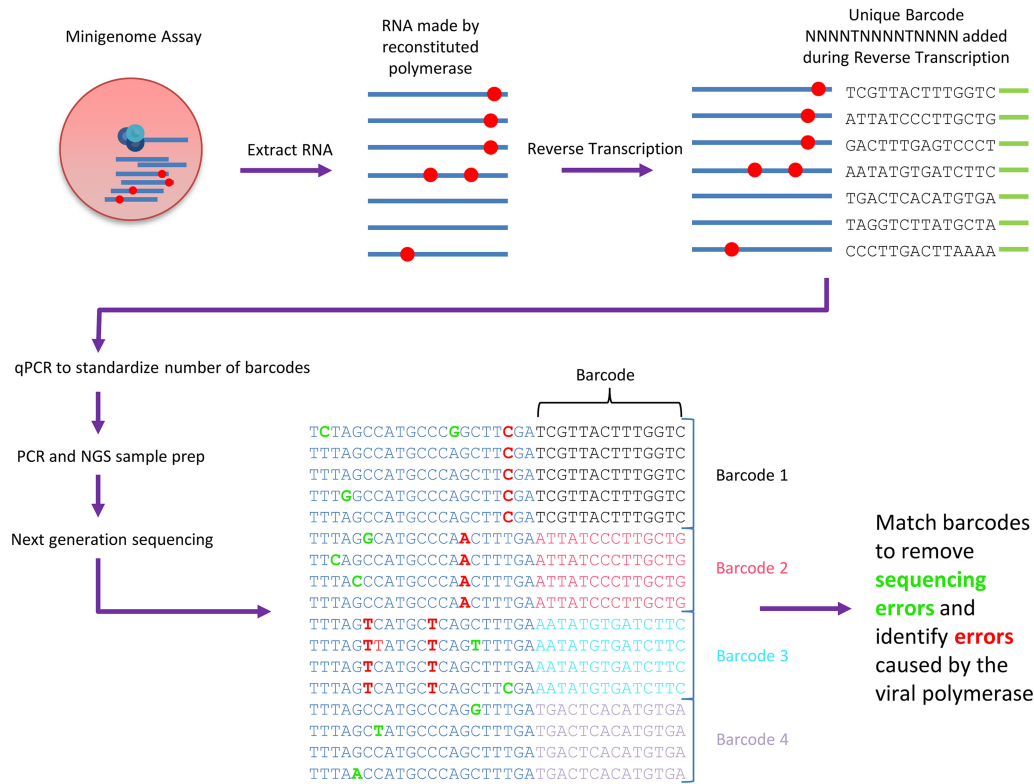 Minigenome Assay
RNA made by
reconstituted
polymerase
Unique Barcode
NNNNTNNNNTNNNN added
during Reverse Transcription
Extract RNA
Reverse Transcription
TCGTTACTTTGGTC
ATTATCCCTTGCTG
GACTTTGAGTCCCT
AATATGTGATCTTC
TGACTCACATGTGA
TAGGTCTTATGCTA
CCCTTGACTTAAAA
qPCR to standardize number of barcodes
PCR and NGS sample prep
Next generation sequencing
Barcode
TCTAGCCATGCCCGGCTTCGATCGTTACTTTGGTC
TTTAGCCATGCCCAGCTTCGATCGTTACTTTGGTC
TTTAGCCATGCCCAGCTTCGATCGTTACTTTGGTC
TTTGGCCATGCCCAGCTTCGATCGTTACTTTGGTC
TTTAGCCATGCCCAGCTTCGATCGTTACTTTGGTC
TTTAGGCATGCCCAACTTTGAATTATCCCTTGCTG
TTCAGCCATGCCCAACTTTGAATTATCCCTTGCTG
TTTACCCATGCCCAACTTTGAATTATCCCTTGCTG
TTTAGCCATGCCCAACTTTGAATTATCCCTTGCTG
TTTAGTCATGCTCAGCTTTGAAATATGTGATCTTC
TTTAGTTATGCTCAGTTTTGAAATATGTGATCTTC
TTTAGTCATGCTCAGCTTTGAAATATGTGATCTTC
TTTAGTCATGCTCAGCTTCGAAATATGTGATCTTC
TTTAGCCATGCCCAGGTTTGATGACTCACATGTGA
TTTAGCTATGCCCAGCTTTGATGACTCACATGTGA
TTTAGCCATGCCCAGCTTTGATGACTCACATGTGA
TTTAACCATGCCCAGCTTTGATGACTCACATGTGA
Barcode 1
Barcode 2
Barcode 3
Barcode 4
Match barcodes
to remove
sequencing
errors and
identify errors
caused by the
viral polymerase